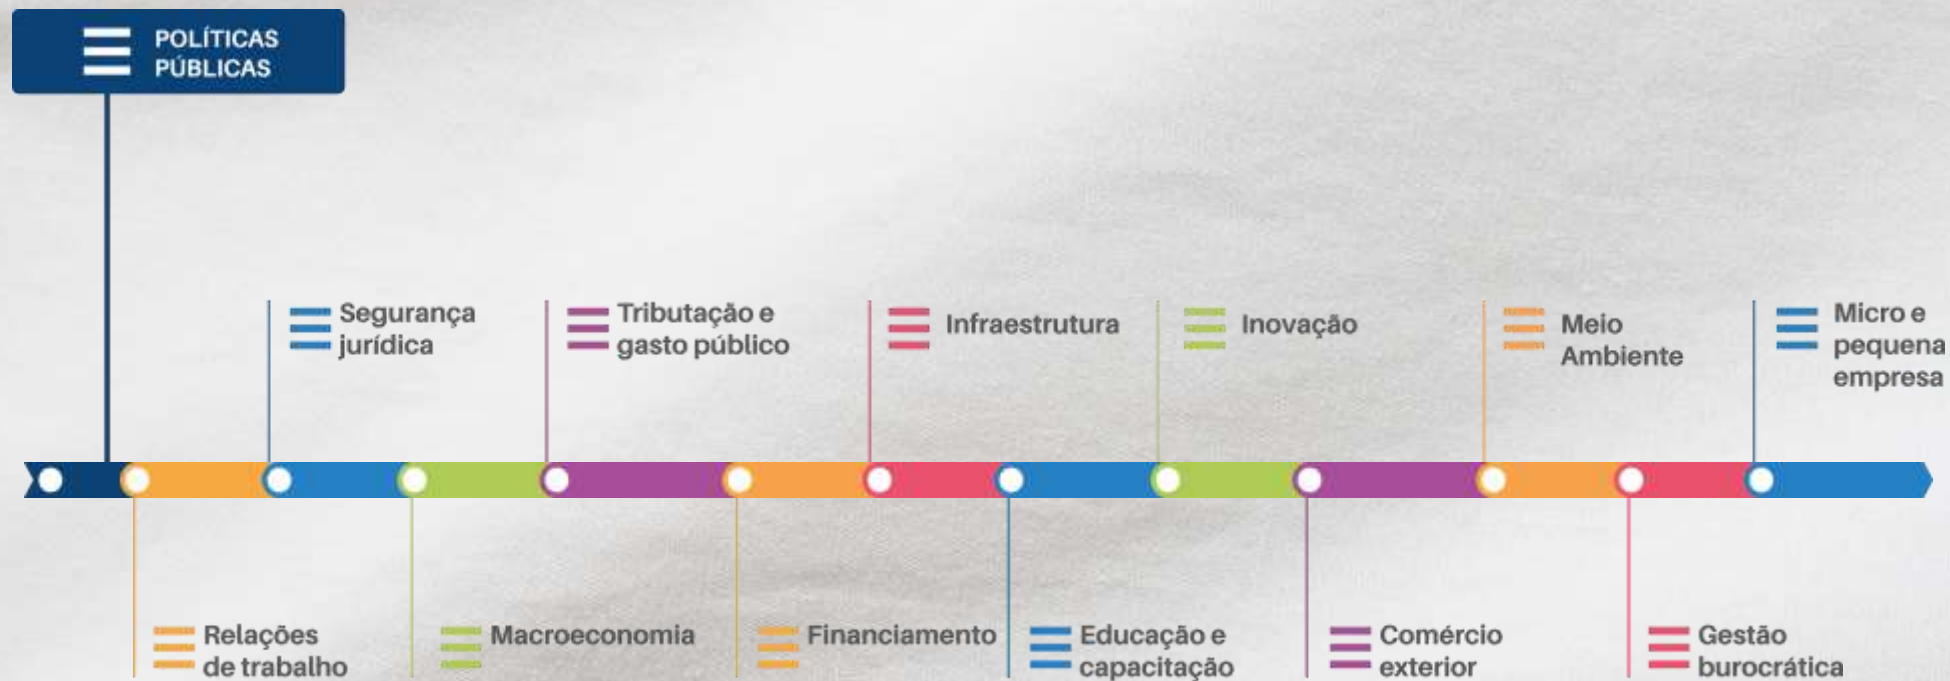 POLÍTICAS
PÚBLICAS
Segurança
jurídica
Tributação e
gasto público
Infraestrutura
Inovação
Meio
Ambiente
Micro e
pequena
empresa
Relações
de trabalho
Macroeconomia
Financiamento
Educação e
capacitação
Comércio
exterior
Gestão
burocrática